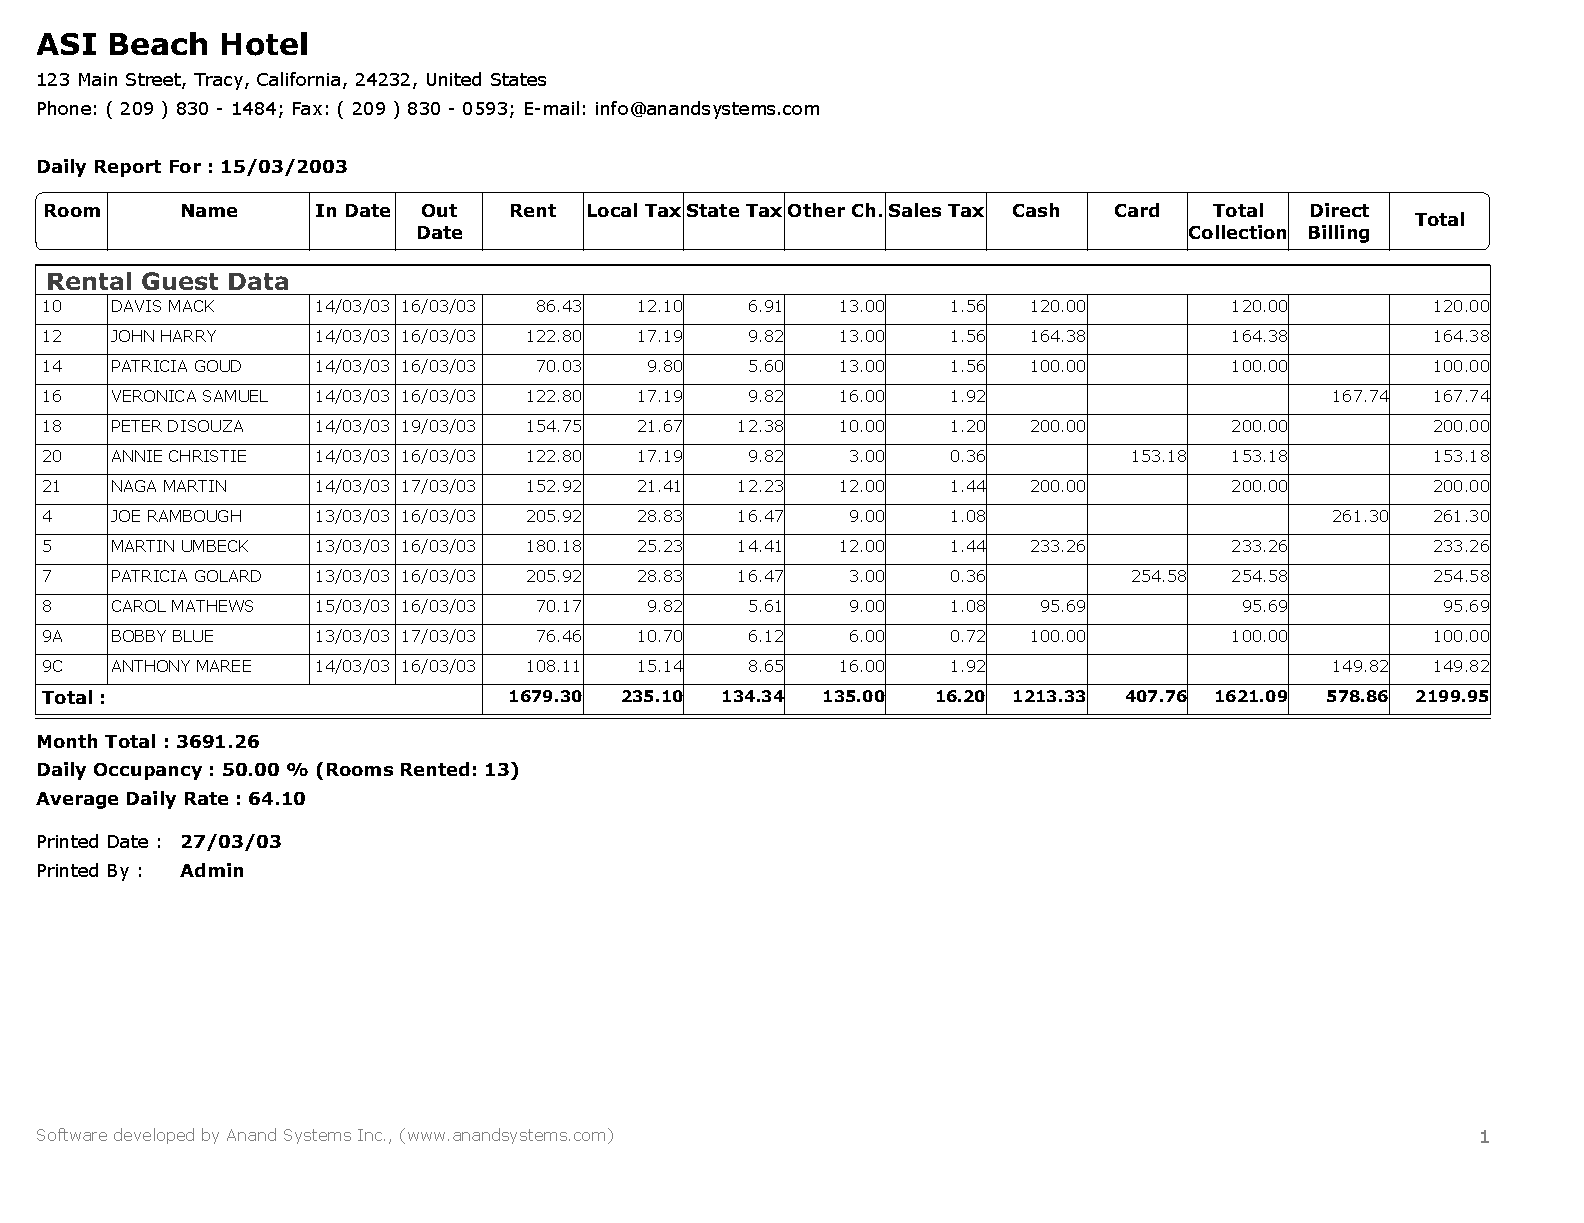 ASI Beach Hotel
123 Main Street, Tracy, California, 24232, United States
Phone: ( 209 ) 830 - 1484; Fax: ( 209 ) 830 - 0593; E-mail: info@anandsystems.com
Daily Report For : 15/03/2003
Room Name In Date Out Date Rent Local Tax State Tax Other Ch. Sales Tax Cash Card Total Collection Direct Billing Total
Rental Guest Data
10 DAVIS MACK 14/03/03 16/03/03 86.43 12.10 6.91 13.00 1.56 120.00 120.00 120.00
12 JOHN HARRY 14/03/03 16/03/03 122.80 17.19 9.82 13.00 1.56 164.38 164.38 164.38
14 PATRICIA GOUD 14/03/03 16/03/03 70.03 9.80 5.60 13.00 1.56 100.00 100.00 100.00
16 VERONICA SAMUEL 14/03/03 16/03/03 122.80 17.19 9.82 16.00 1.92 167.74 167.74
18 PETER DISOUZA 14/03/03 19/03/03 154.75 21.67 12.38 10.00 1.20 200.00 200.00 200.00
20 ANNIE CHRISTIE 14/03/03 16/03/03 122.80 17.19 9.82 3.00 0.36 153.18 153.18 153.18
21 NAGA MARTIN 14/03/03 17/03/03 152.92 21.41 12.23 12.00 1.44 200.00 200.00 200.00
4 JOE RAMBOUGH 13/03/03 16/03/03 205.92 28.83 16.47 9.00 1.08 261.30 261.30
5 MARTIN UMBECK 13/03/03 16/03/03 180.18 25.23 14.41 12.00 1.44 233.26 233.26 233.26
7 PATRICIA GOLARD 13/03/03 16/03/03 205.92 28.83 16.47 3.00 0.36 254.58 254.58 254.58
8 CAROL MATHEWS 15/03/03 16/03/03 70.17 9.82 5.61 9.00 1.08 95.69 95.69 95.69
9A BOBBY BLUE 13/03/03 17/03/03 76.46 10.70 6.12 6.00 0.72 100.00 100.00 100.00
9C ANTHONY MAREE 14/03/03 16/03/03 108.11 15.14 8.65 16.00 1.92 149.82 149.82
Total : 1679.30 235.10 134.34 135.00 16.20 1213.33 407.76 1621.09 578.86 2199.95
Month Total : 3691.26
Daily Occupancy : 50.00 % (Rooms Rented: 13)
Average Daily Rate : 64.10
Printed Date : 27/03/03
Printed By : Admin
Software developed by Anand Systems Inc., (www.anandsystems.com) 1